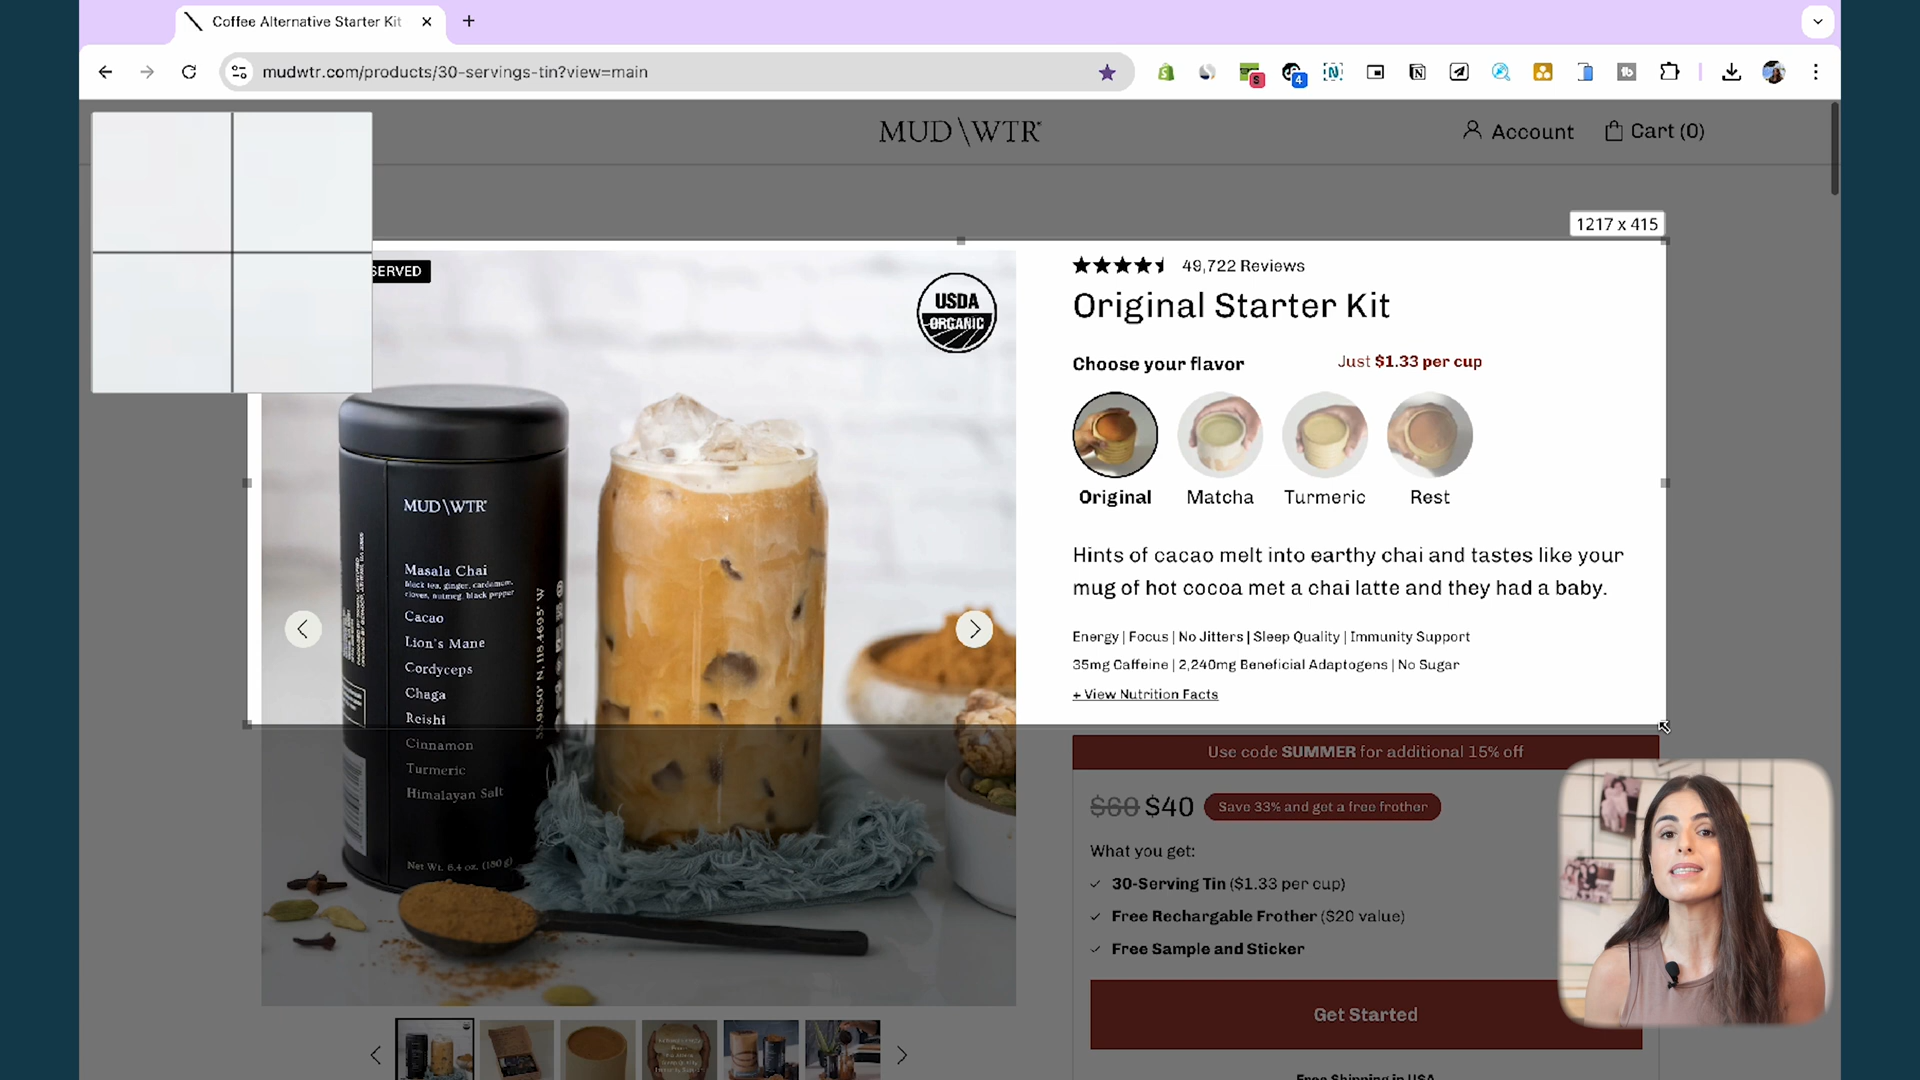 Coffee Alternative Starter Kit
mudwtr.com/products/30-servings-tin?view=main
S
4
MUD\WTR
Account
Cart (0)
1217 x 415
SERVED
USDA
ORGANIC
49,722 Reviews
Original Starter Kit
Choose your flavor
Just $1.33 per cup
Original
Matcha
Turmeric
Rest
Hints of cacao melt into earthy chai and tastes like your
mug of hot cocoa met a chai latte and they had a baby.
Energy | Focus | No Jitters | Sleep Quality | Immunity Support
35mg Caffeine | 2,240mg Beneficial Adaptogens | No Sugar
+ View Nutrition Facts
MUD\WTR
Masala Chai
black tea, ginger, cardamom,
cloves, nutmeg, black pepper
Cacao
Lion's Mane
Cordyceps
Chaga
Reishi
Cinnamon
Turmeric
Himalayan Salt
Net Wt. 6.4 oz. (180 g)
33.9850° N, 118.4695° W
Use code SUMMER for additional 15% off
$60 $40
Save 33% and get a free frother
What you get:
30-Serving Tin ($1.33 per cup)
Free Rechargable Frother ($20 value)
Free Sample and Sticker
Get Started
Free Shipping in USA